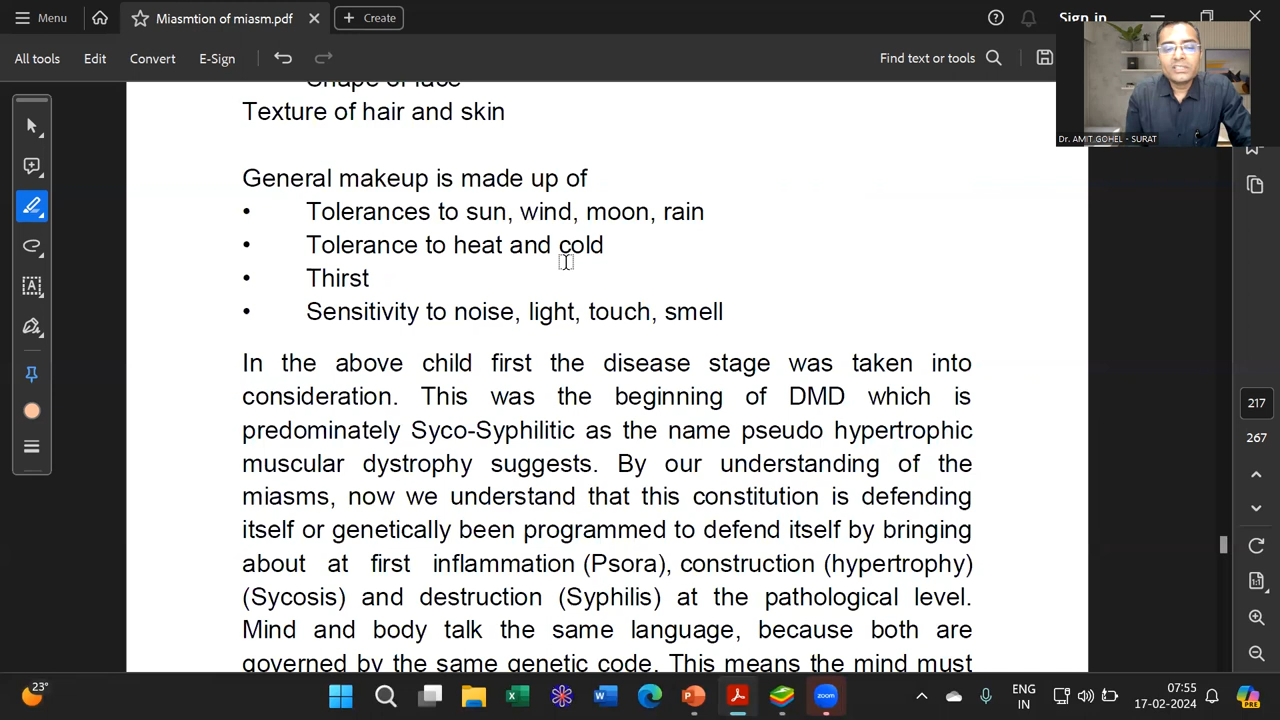 Menu
Miasmtion of miasm.pdf
Create
Sign in
All tools
Edit
Convert
E-Sign
Find text or tools
Dr. AMIT GOHEL - SURAT
Shape of face
Texture of hair and skin
General makeup is made up of
• Tolerances to sun, wind, moon, rain
• Tolerance to heat and cold
• Thirst
• Sensitivity to noise, light, touch, smell
In the above child first the disease stage was taken into
consideration. This was the beginning of DMD which is
predominately Syco-Syphilitic as the name pseudo hypertrophic
muscular dystrophy suggests. By our understanding of the
miasms, now we understand that this constitution is defending
itself or genetically been programmed to defend itself by bringing
about at first inflammation (Psora), construction (hypertrophy)
(Sycosis) and destruction (Syphilis) at the pathological level.
Mind and body talk the same language, because both are
governed by the same genetic code. This means the mind must
217
267
1:1
23°
ENG
IN
07:55
17-02-2024
PRE